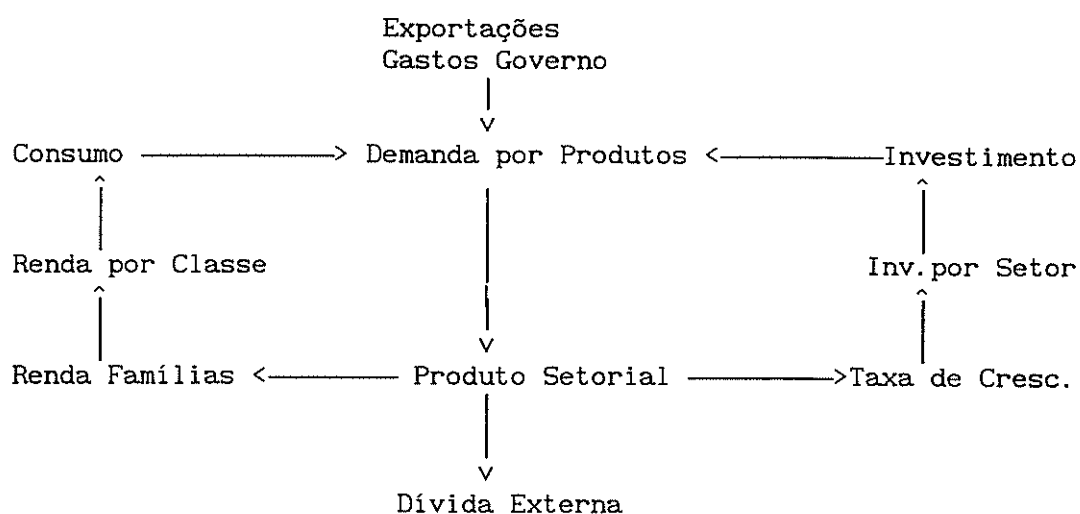 Exportações
Gastos Governo
Consumo ————> Demanda por Produtos <———— Investimento
Renda por Classe Inv.por Setor
Renda Famílias <———— Produto Setorial ————>Taxa de Cresc.
Dívida Externa